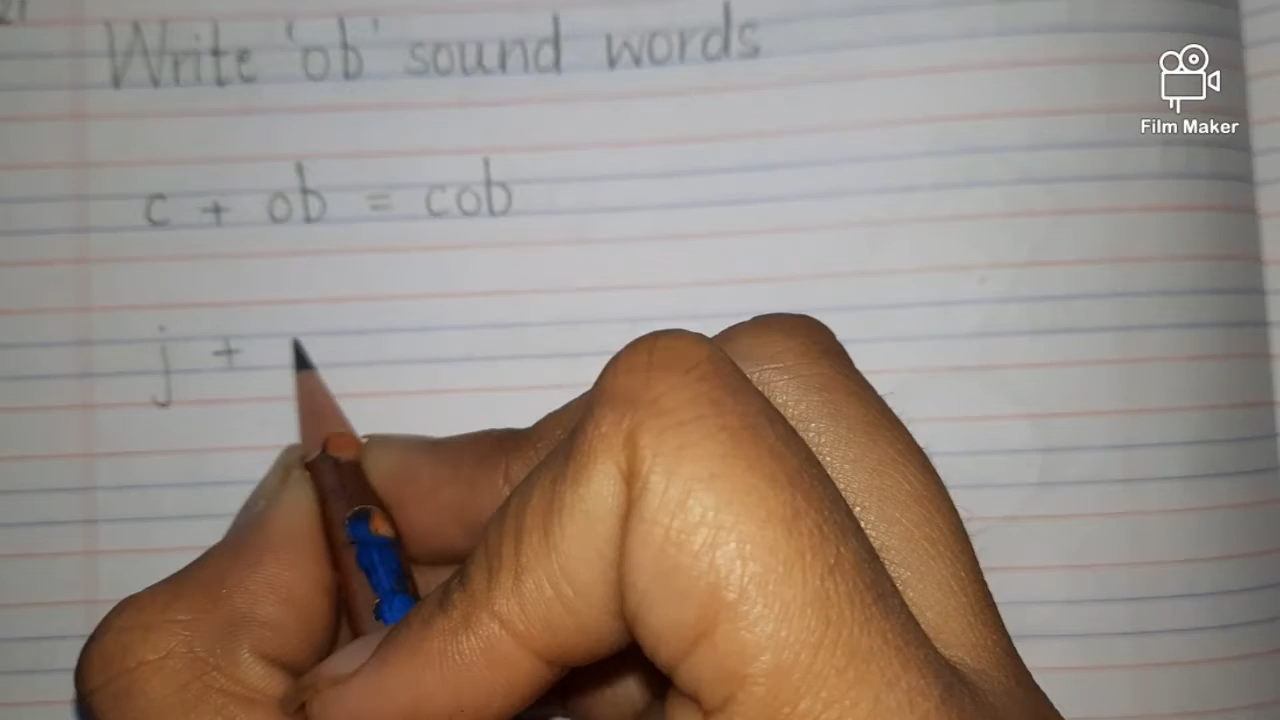 Write 'ob' sound words
Film Maker
c + ob = cob
j +